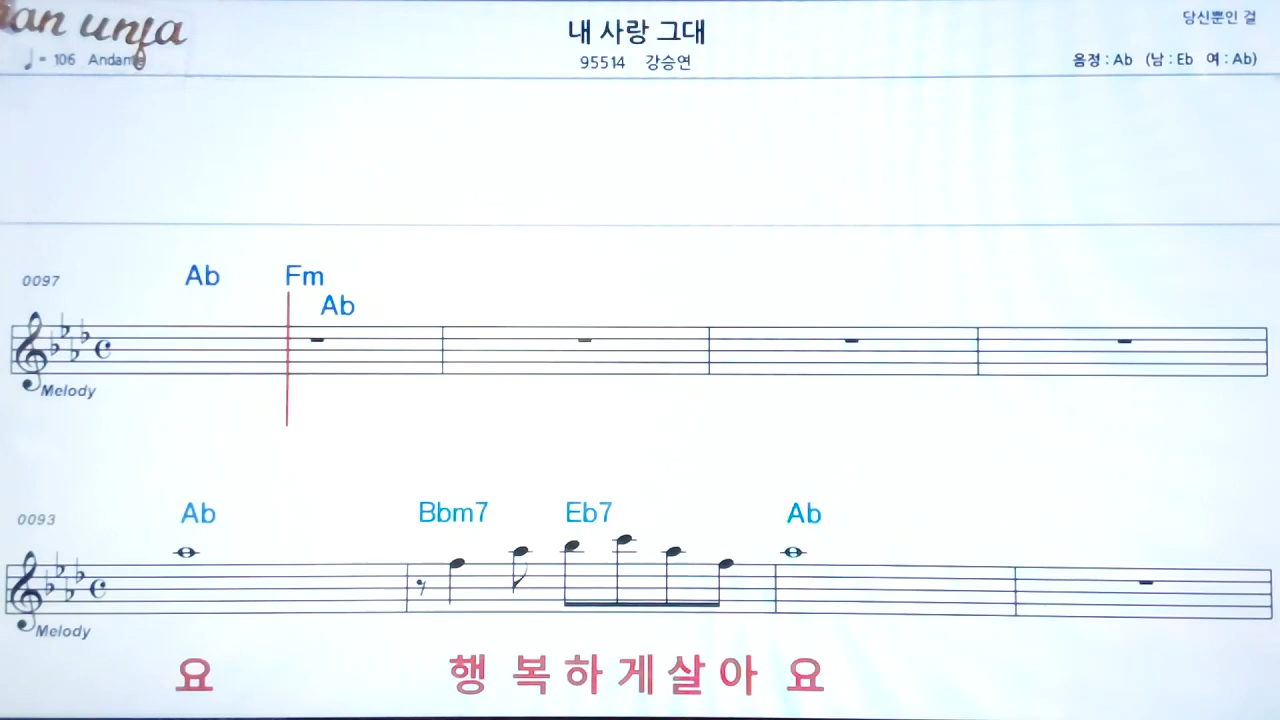 an unja
당신뿐인 걸
내 사랑 그대
♩ = 106 Andante
95514 강승연
음정 : Ab (남 : Eb 여 : Ab)
0097 Ab Fm
Ab
Melody
0093 Ab Bbm7 Eb7 Ab
Melody
요 행 복 하 게 살 아 요